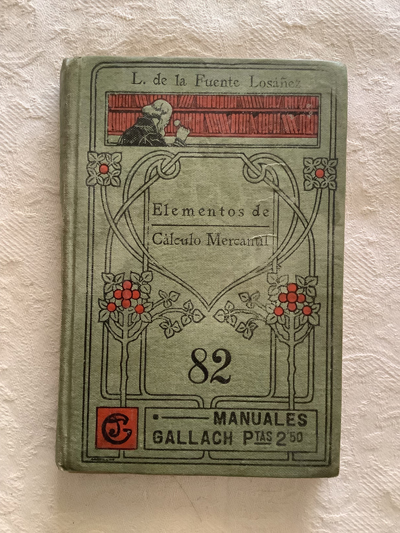 L. de la Fuente Losáñez
Elementos de
Cálculo Mercantil
82
MANUALES
GALLACH PTAS 2'50